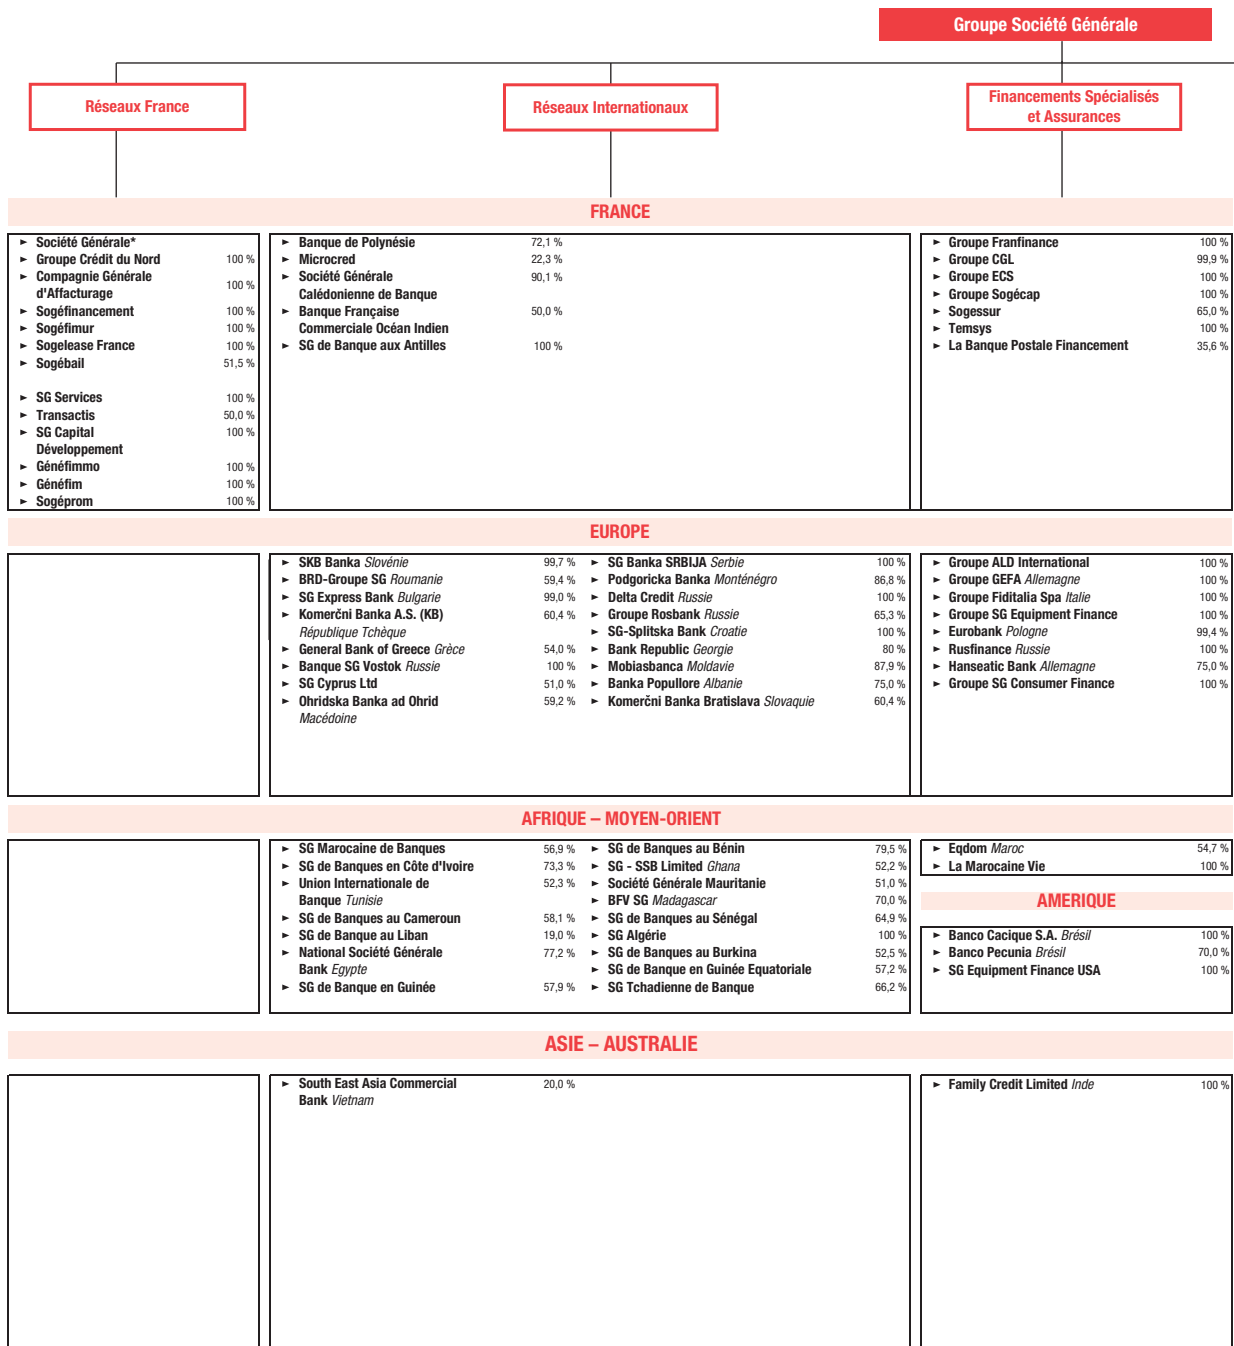 Groupe Société Générale
Réseaux France
Réseaux Internationaux
Financements Spécialisés
et Assurances
FRANCE
► Société Générale*
► Groupe Crédit du Nord 100 %
► Compagnie Générale
d'Affacturage 100 %
► Sogéfinancement 100 %
► Sogéfimur 100 %
► Sogelease France 100 %
► Sogébail 51,5 %
► SG Services 100 %
► Transactis 50,0 %
► SG Capital 100 %
Développement
► Généfimmo 100 %
► Généfim 100 %
► Sogéprom 100 %
► Banque de Polynésie 72,1 %
► Microcred 22,3 %
► Société Générale 90,1 %
Calédonienne de Banque
► Banque Française 50,0 %
Commerciale Océan Indien
► SG de Banque aux Antilles 100 %
► Groupe Franfinance 100 %
► Groupe CGL 99,9 %
► Groupe ECS 100 %
► Groupe Sogécap 100 %
► Sogessur 65,0 %
► Temsys 100 %
► La Banque Postale Financement 35,6 %
EUROPE
► SKB Banka Slovénie 99,7 %
► BRD-Groupe SG Roumanie 59,4 %
► SG Express Bank Bulgarie 99,0 %
► Komerčni Banka A.S. (KB) 60,4 %
République Tchèque
► General Bank of Greece Grèce 54,0 %
► Banque SG Vostok Russie 100 %
► SG Cyprus Ltd 51,0 %
► Ohridska Banka ad Ohrid 59,2 %
Macédoine
► SG Banka SRBIJA Serbie 100 %
► Podgoricka Banka Monténégro 86,8 %
► Delta Credit Russie 100 %
► Groupe Rosbank Russie 65,3 %
► SG-Splitska Bank Croatie 100 %
► Bank Republic Georgie 80 %
► Mobiasbanca Moldavie 87,9 %
► Banka Popullore Albanie 75,0 %
► Komerčni Banka Bratislava Slovaquie 60,4 %
► Groupe ALD International 100 %
► Groupe GEFA Allemagne 100 %
► Groupe Fiditalia Spa Italie 100 %
► Groupe SG Equipment Finance 100 %
► Eurobank Pologne 99,4 %
► Rusfinance Russie 100 %
► Hanseatic Bank Allemagne 75,0 %
► Groupe SG Consumer Finance 100 %
AFRIQUE – MOYEN-ORIENT
► SG Marocaine de Banques 56,9 %
► SG de Banques en Côte d'Ivoire 73,3 %
► Union Internationale de 52,3 %
Banque Tunisie
► SG de Banques au Cameroun 58,1 %
► SG de Banque au Liban 19,0 %
► National Société Générale 77,2 %
Bank Egypte
► SG de Banque en Guinée 57,9 %
► SG de Banques au Bénin 79,5 %
► SG - SSB Limited Ghana 52,2 %
► Société Générale Mauritanie 51,0 %
► BFV SG Madagascar 70,0 %
► SG de Banques au Sénégal 64,9 %
► SG Algérie 100 %
► SG de Banques au Burkina 52,5 %
► SG de Banque en Guinée Equatoriale 57,2 %
► SG Tchadienne de Banque 66,2 %
► Eqdom Maroc 54,7 %
► La Marocaine Vie 100 %
AMERIQUE
► Banco Cacique S.A. Brésil 100 %
► Banco Pecunia Brésil 70,0 %
► SG Equipment Finance USA 100 %
ASIE – AUSTRALIE
► South East Asia Commercial 20,0 %
Bank Vietnam
► Family Credit Limited Inde 100 %